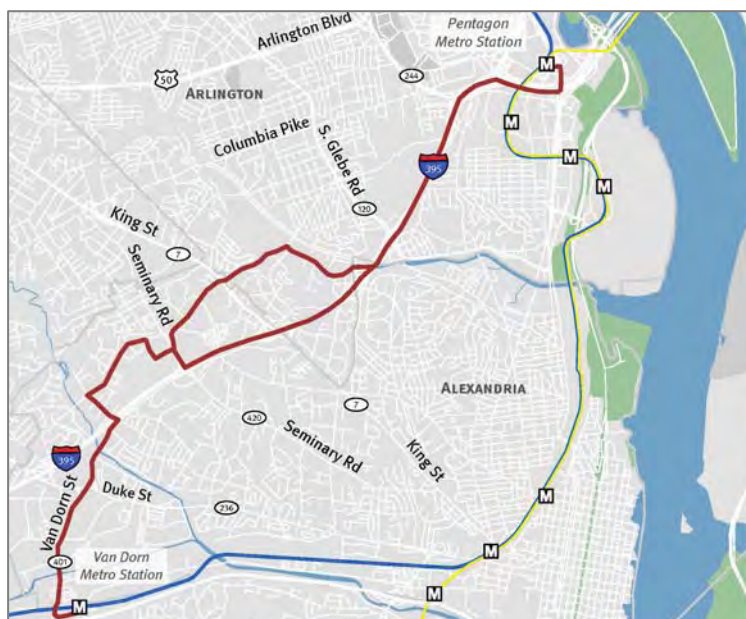 Pentagon
Metro Station
Arlington Blvd
M
50
244
ARLINGTON
Columbia Pike
S. Glebe Rd
M
M
395
M
120
King St
7
Seminary Rd
ALEXANDRIA
7
420
Seminary Rd
King St
395
Van Dorn St
Duke St
M
236
M
Van Dorn
Metro Station
401
M
M